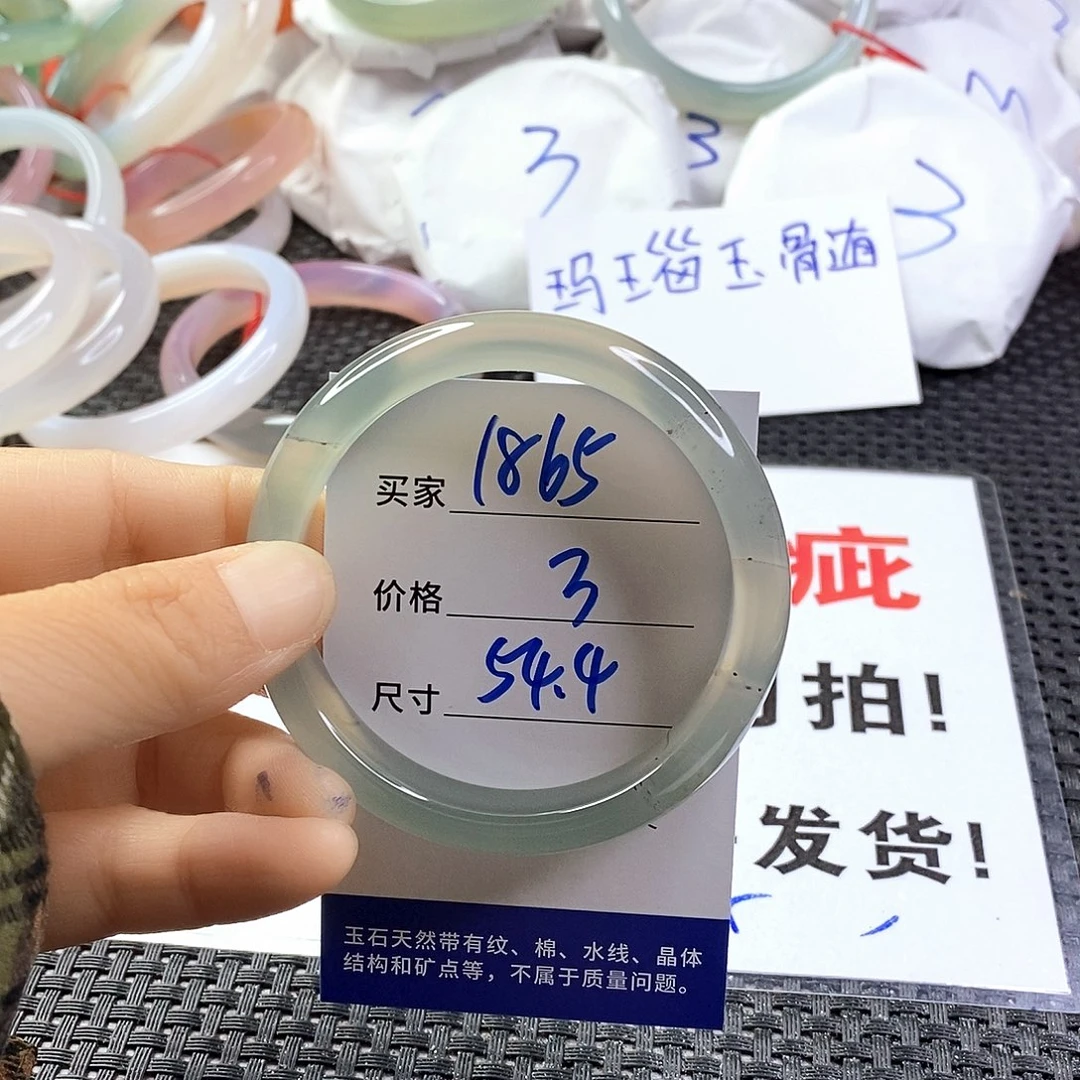 3
3
3
玛瑙玉骨髓
买家 1865
价格 3
尺寸 54.4
疵
拍!
发货!
玉石天然带有纹、棉、水线、晶体
结构和矿点等，不属于质量问题。